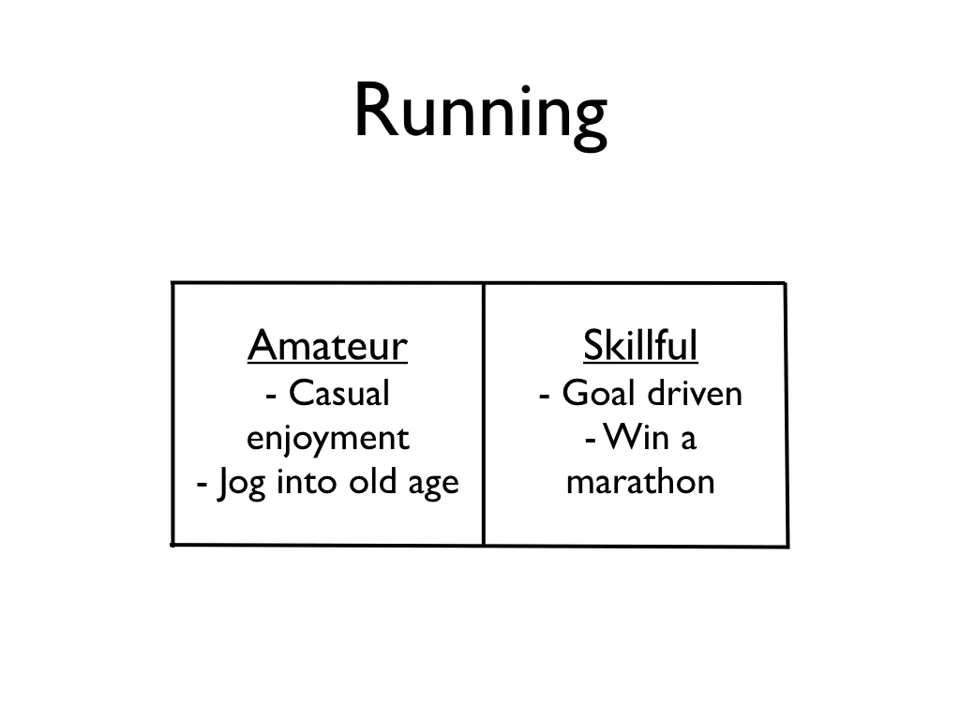 Running
Amateur
- Casual
enjoyment
- Jog into old age
Skillful
- Goal driven
- Win a
marathon